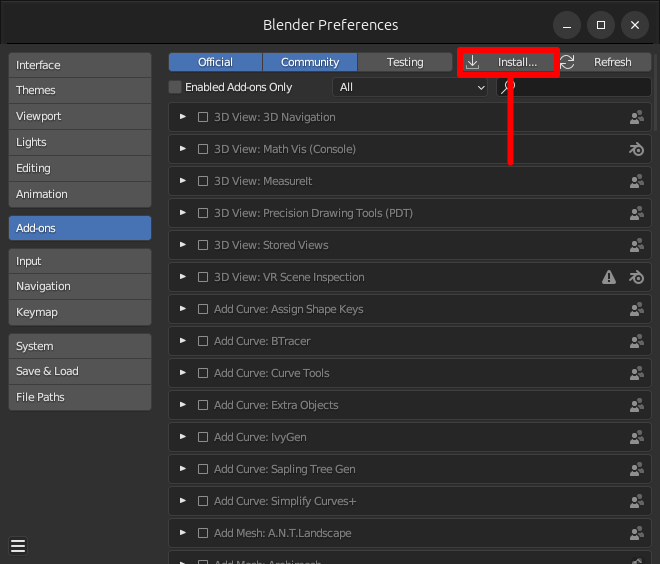 Blender Preferences
Interface
Themes
Viewport
Lights
Editing
Animation
Add-ons
Input
Navigation
Keymap
System
Save & Load
File Paths
Official Community Testing Install... Refresh
Enabled Add-ons Only All
3D View: 3D Navigation
3D View: Math Vis (Console)
3D View: MeasureIt
3D View: Precision Drawing Tools (PDT)
3D View: Stored Views
3D View: VR Scene Inspection
Add Curve: Assign Shape Keys
Add Curve: BTracer
Add Curve: Curve Tools
Add Curve: Extra Objects
Add Curve: IvyGen
Add Curve: Sapling Tree Gen
Add Curve: Simplify Curves+
Add Mesh: A.N.T.Landscape
Add Mesh: Archimesh